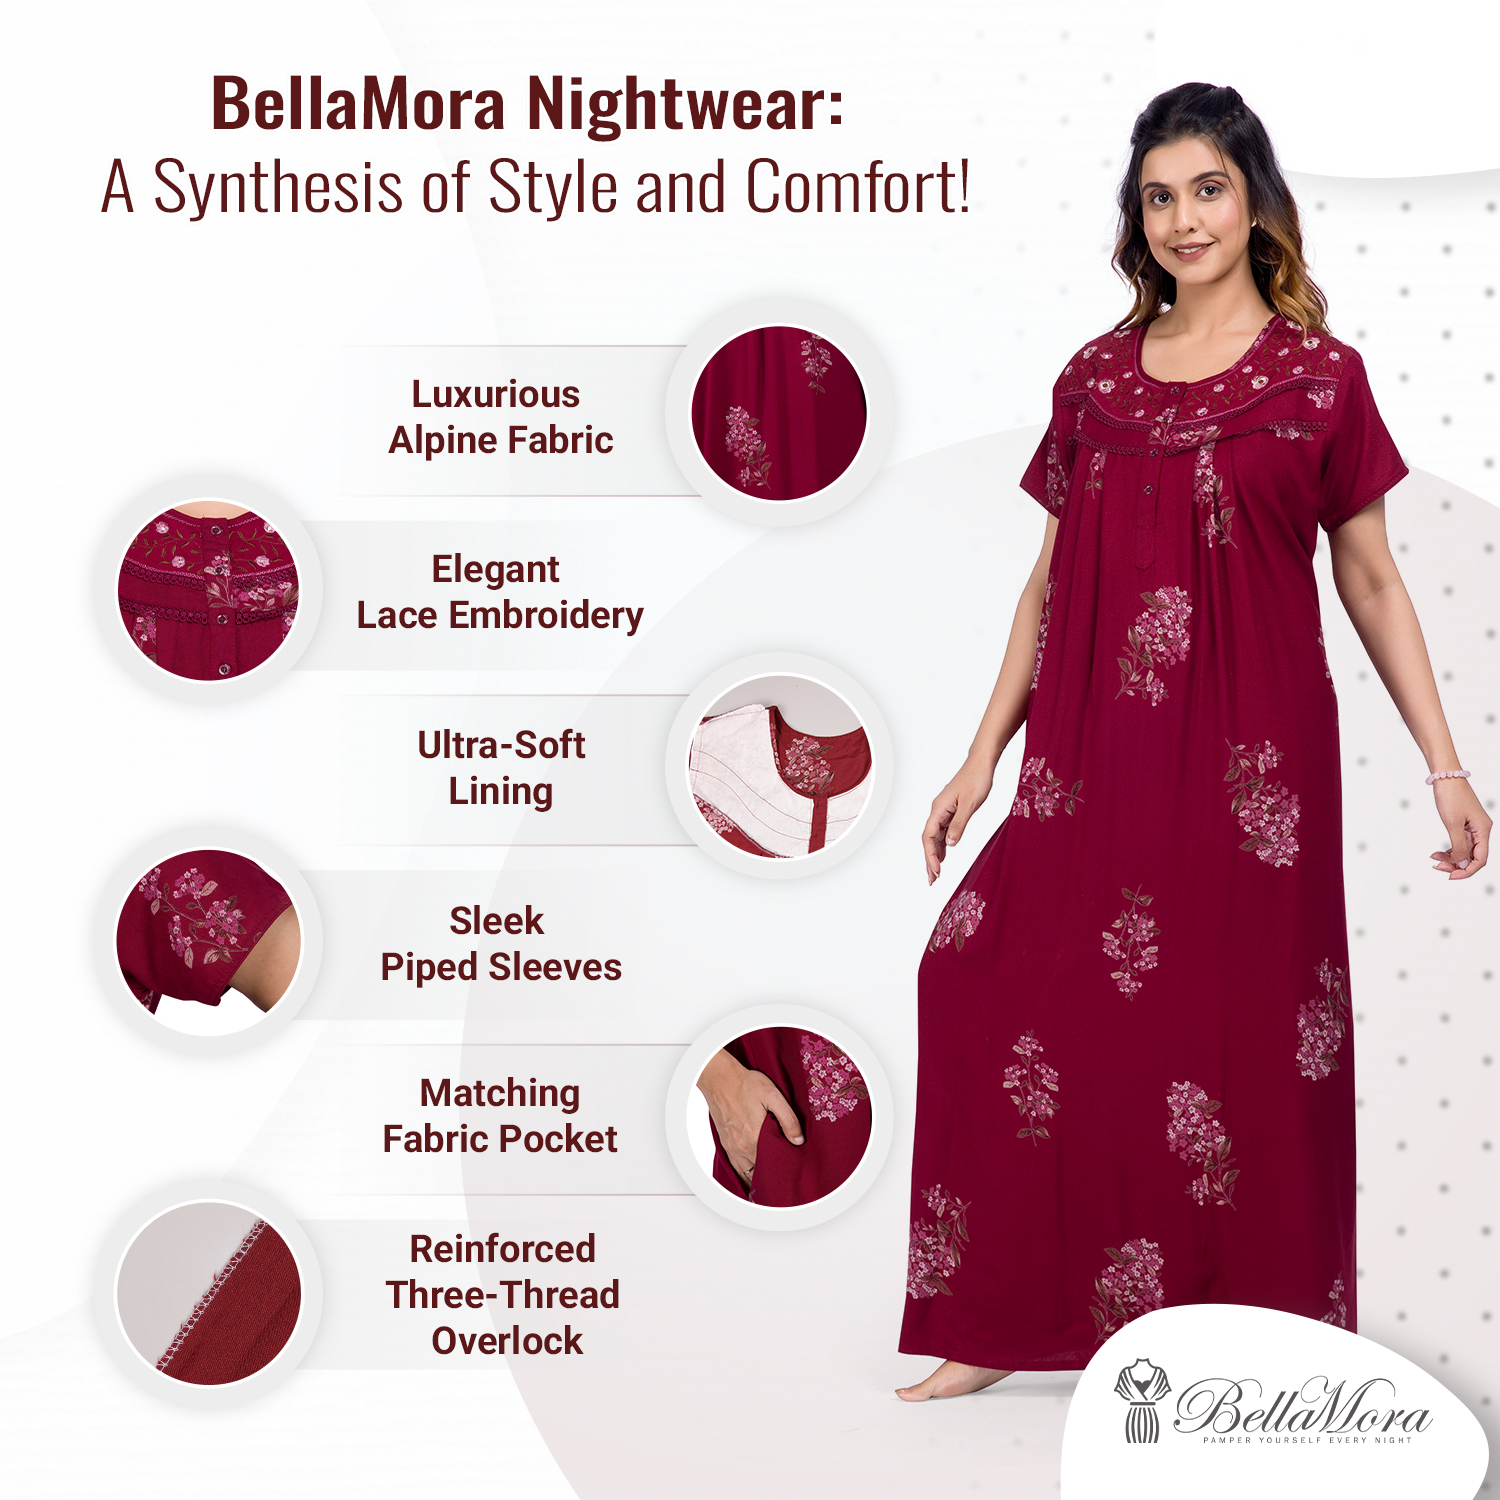 BellaMora Nightwear:
A Synthesis of Style and Comfort!
Luxurious
Alpine Fabric
Elegant
Lace Embroidery
Ultra-Soft
Lining
Sleek
Piped Sleeves
Matching
Fabric Pocket
Reinforced
Three-Thread
Overlock
BellaMora
PAMPER YOURSELF EVERY NIGHT